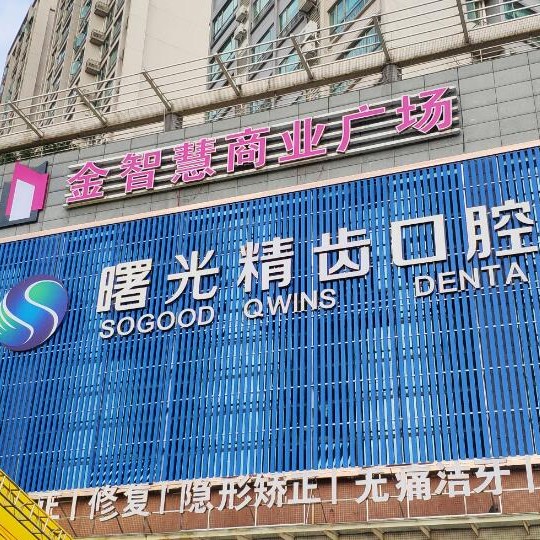 金智慧商业广场
曙光精齿口腔
SOGOOD QWINS DENTA
正|修复|隐形矫正|无痛洁牙|